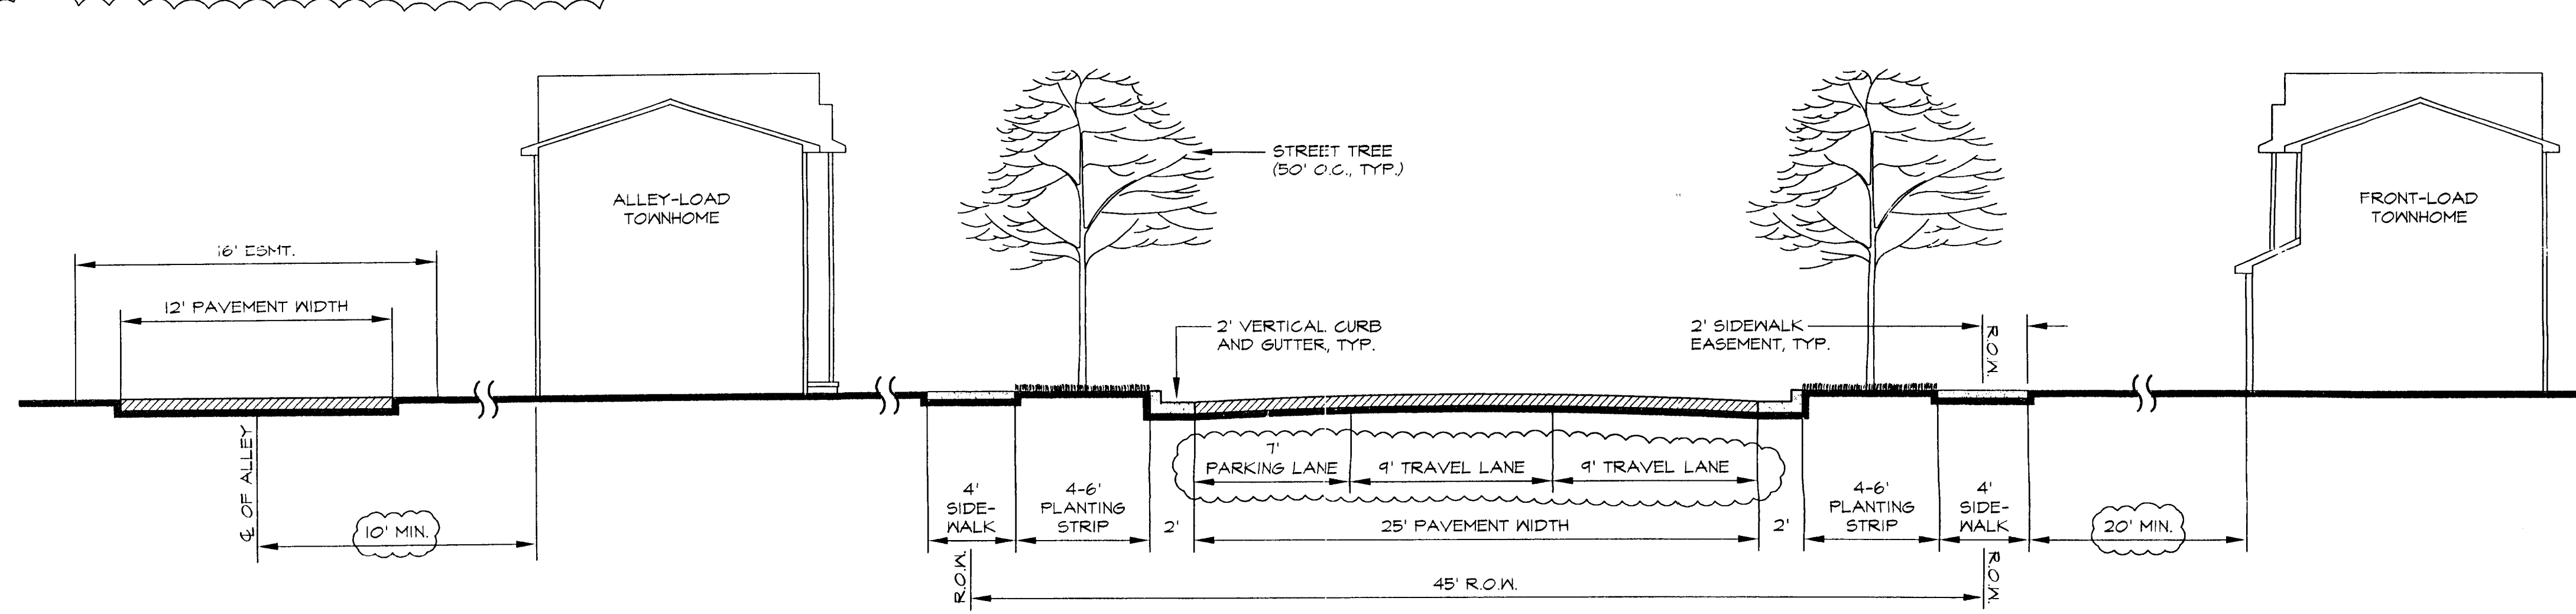 ALLEY-LOAD
TOWNHOME
STREET TREE
(50' O.C., TYP.)
FRONT-LOAD
TOWNHOME
16' ESMT.
12' PAVEMENT WIDTH
2' VERTICAL CURB
AND GUTTER, TYP.
2' SIDEWALK
EASEMENT, TYP.
R.O.W.
℄ OF ALLEY
10' MIN.
4'
SIDE-
WALK
4-6'
PLANTING
STRIP
2'
7'
PARKING LANE
9' TRAVEL LANE
9' TRAVEL LANE
25' PAVEMENT WIDTH
2'
4-6'
PLANTING
STRIP
4'
SIDE-
WALK
20' MIN.
R.O.W.
45' R.O.W.
R.O.W.